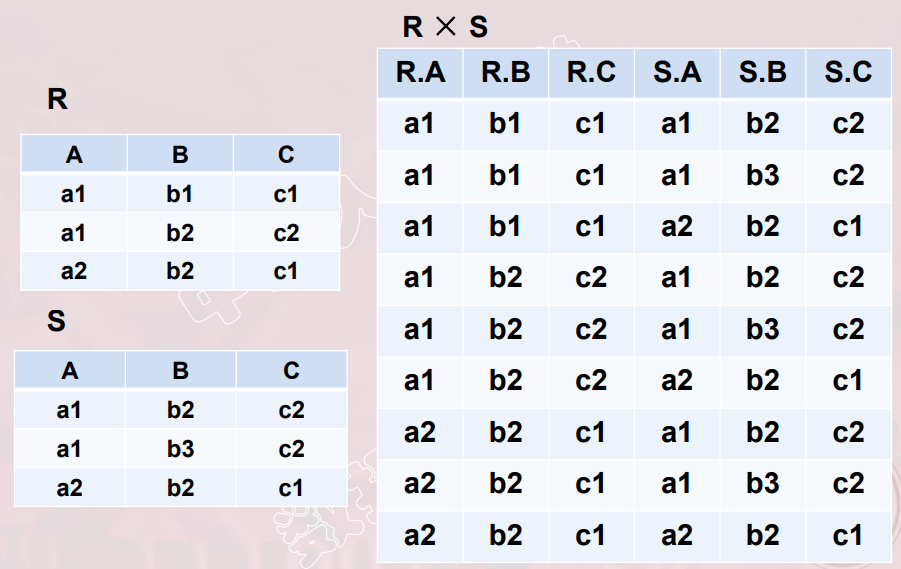 R
A B C
a1 b1 c1
a1 b2 c2
a2 b2 c1
S
A B C
a1 b2 c2
a1 b3 c2
a2 b2 c1
R × S
R.A R.B R.C S.A S.B S.C
a1 b1 c1 a1 b2 c2
a1 b1 c1 a1 b3 c2
a1 b1 c1 a2 b2 c1
a1 b2 c2 a1 b2 c2
a1 b2 c2 a1 b3 c2
a1 b2 c2 a2 b2 c1
a2 b2 c1 a1 b2 c2
a2 b2 c1 a1 b3 c2
a2 b2 c1 a2 b2 c1